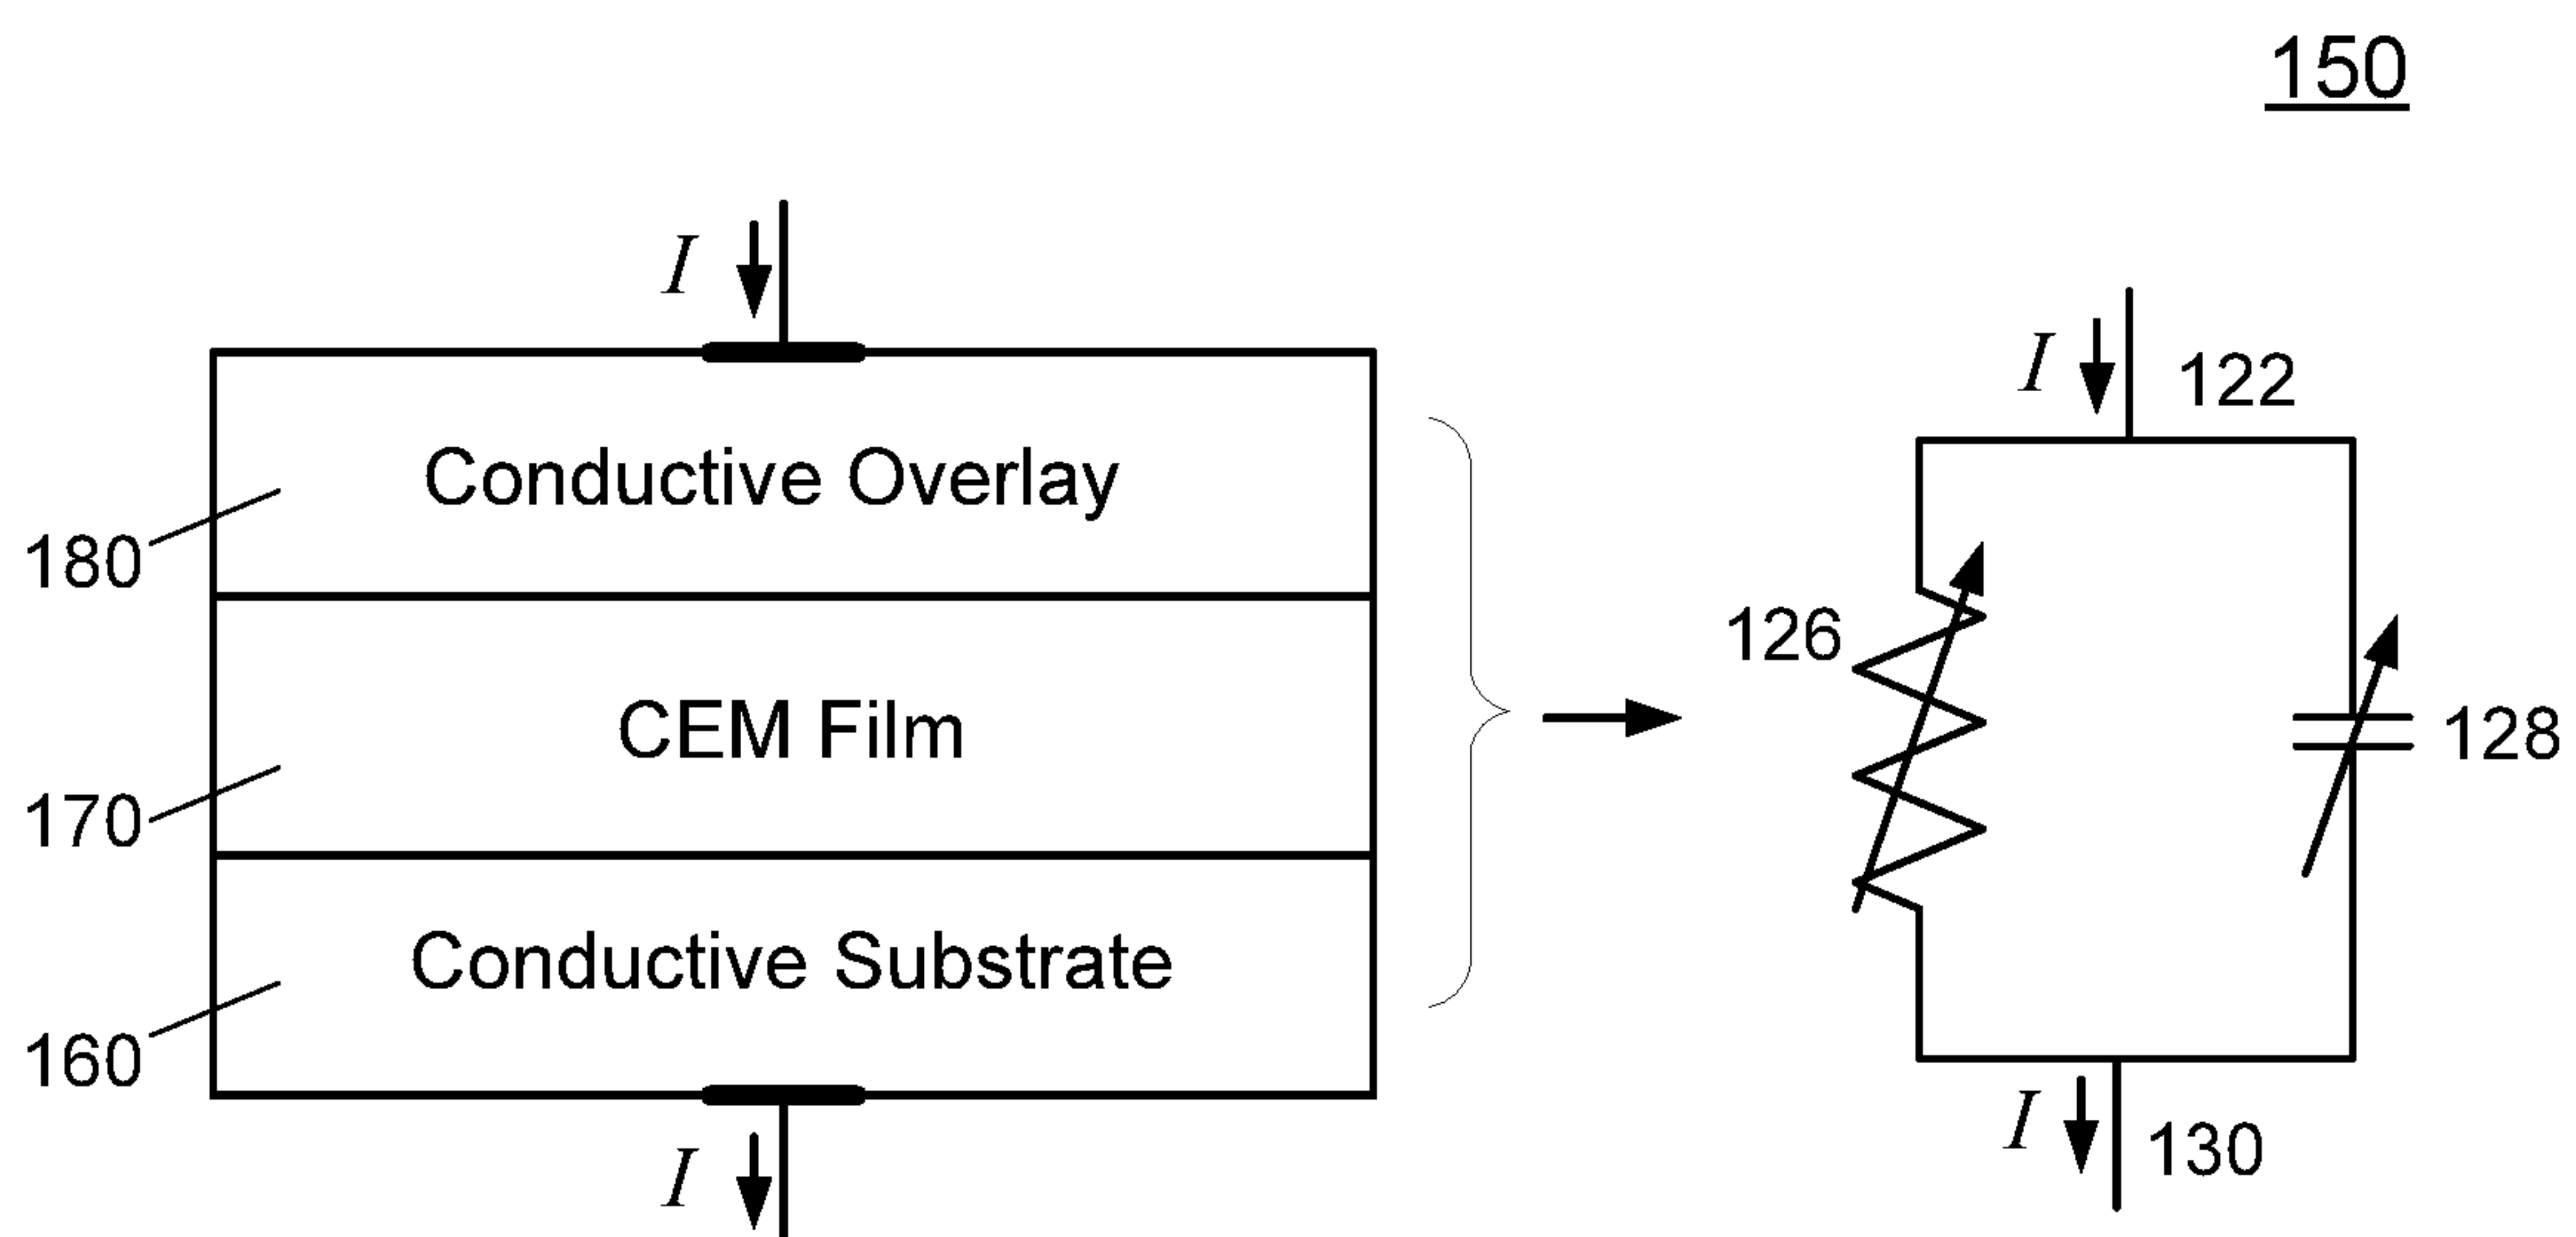 150
I
I
122
Conductive Overlay
180
126
CEM Film
128
170
Conductive Substrate
160
I
130
I